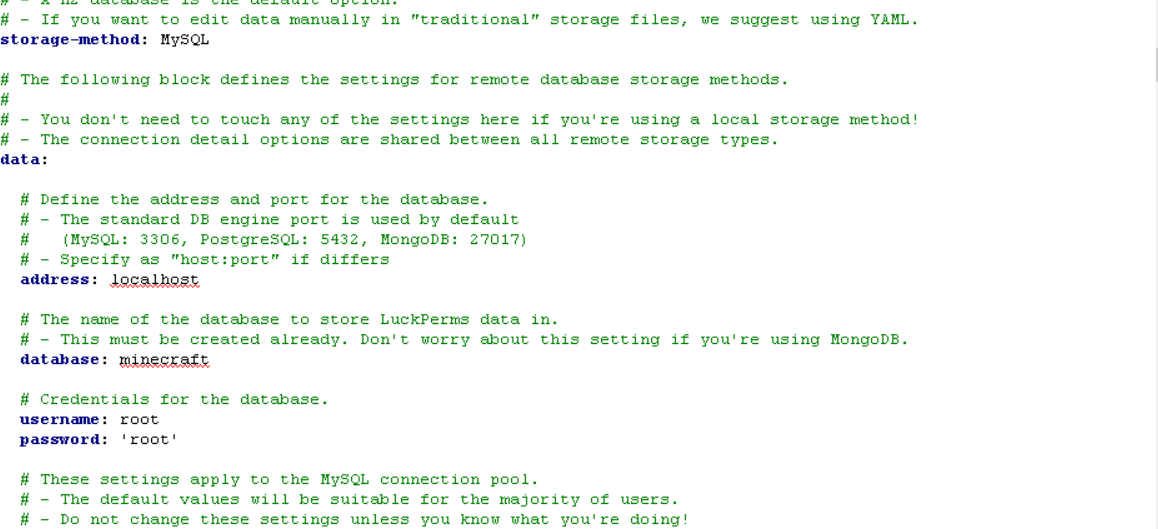 # - A H2 database is the default option.
# - If you want to edit data manually in "traditional" storage files, we suggest using YAML.
storage-method: MySQL
# The following block defines the settings for remote database storage methods.
#
# - You don't need to touch any of the settings here if you're using a local storage method!
# - The connection detail options are shared between all remote storage types.
data:
# Define the address and port for the database.
# - The standard DB engine port is used by default
#   (MySQL: 3306, PostgreSQL: 5432, MongoDB: 27017)
# - Specify as "host:port" if differs
address: localhost
# The name of the database to store LuckPerms data in.
# - This must be created already. Don't worry about this setting if you're using MongoDB.
database: minecraft
# Credentials for the database.
username: root
password: 'root'
# These settings apply to the MySQL connection pool.
# - The default values will be suitable for the majority of users.
# - Do not change these settings unless you know what you're doing!